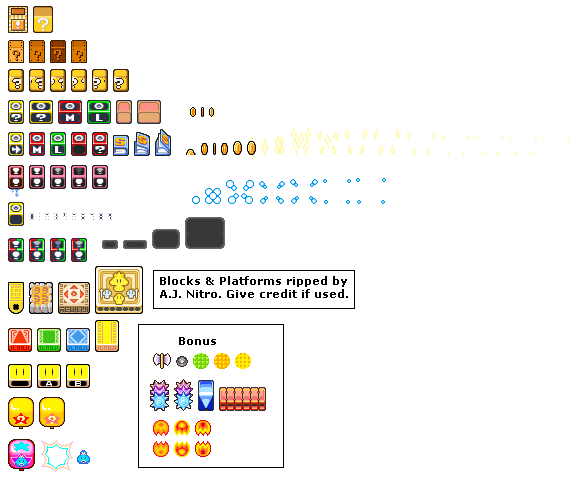 ?
? ? ? ?
? ? ? ? ? ?
? ? M L
M L ? S S S
Blocks & Platforms ripped by
A.J. Nitro. Give credit if used.
Bonus
A B
? ?